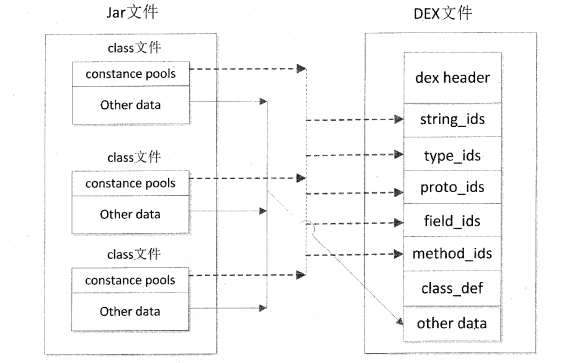 Jar文件
DEX文件
class文件
constance pools
Other data
class文件
constance pools
Other data
class文件
constance pools
Other data
dex header
string_ids
type_ids
proto_ids
field_ids
method_ids
class_def
other data